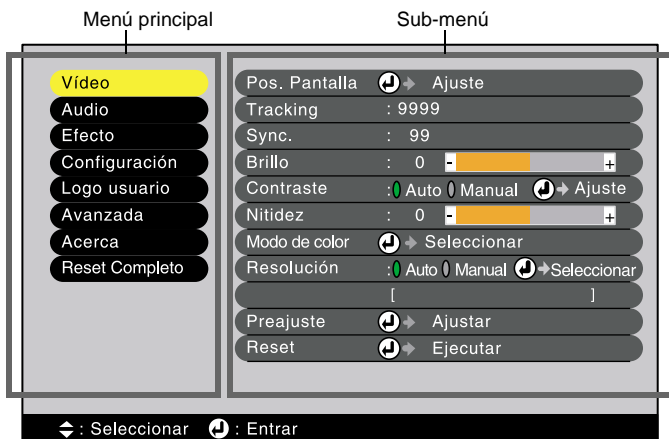 Menú principal
Sub-menú
Vídeo
Audio
Efecto
Configuración
Logo usuario
Avanzada
Acerca
Reset Completo
Pos. Pantalla Ajuste
Tracking : 9999
Sync. : 99
Brillo : 0 - +
Contraste : Auto Manual Ajuste
Nitidez : 0 - +
Modo de color Seleccionar
Resolución : Auto Manual Seleccionar
[ ]
Preajuste Ajustar
Reset Ejecutar
: Seleccionar : Entrar